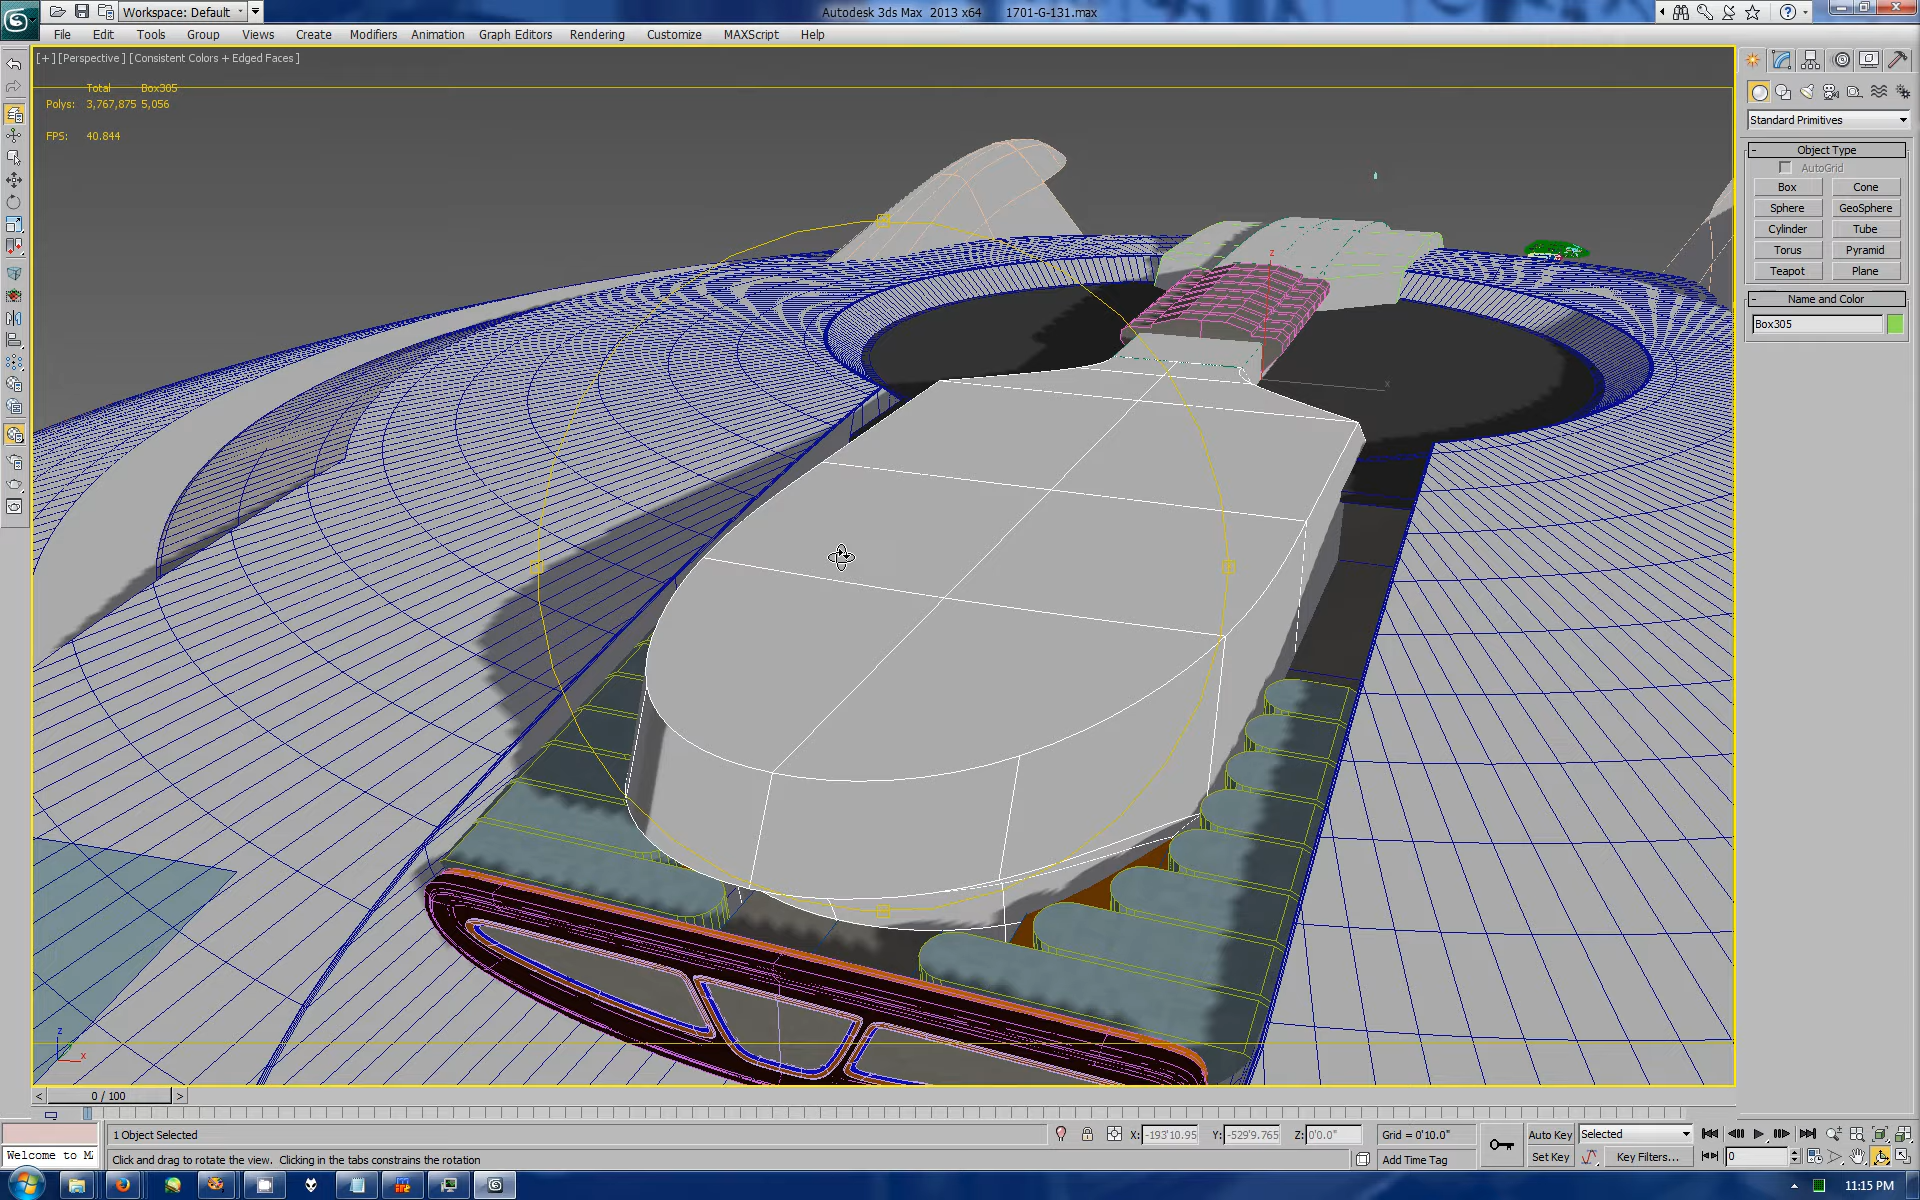 Workspace: Default
Autodesk 3ds Max 2013 x64 1701-G-131.max
File Edit Tools Group Views Create Modifiers Animation Graph Editors Rendering Customize MAXScript Help
[+] [Perspective ] [Consistent Colors + Edged Faces ]
Total Box305
Polys: 3,767,875 5,056
FPS: 40.844
Standard Primitives
- Object Type
AutoGrid
Box Cone
Sphere GeoSphere
Cylinder Tube
Torus Pyramid
Teapot Plane
- Name and Color
Box305
z
x
z
x
< 0 / 100 >
1 Object Selected
X: -193'10.95 Y: -529'9.765 Z: 0'0.0" Grid = 0'10.0"
Auto Key Selected
Welcome to M
Click and drag to rotate the view. Clicking in the tabs constrains the rotation
Add Time Tag
Set Key Key Filters... 0
11:15 PM